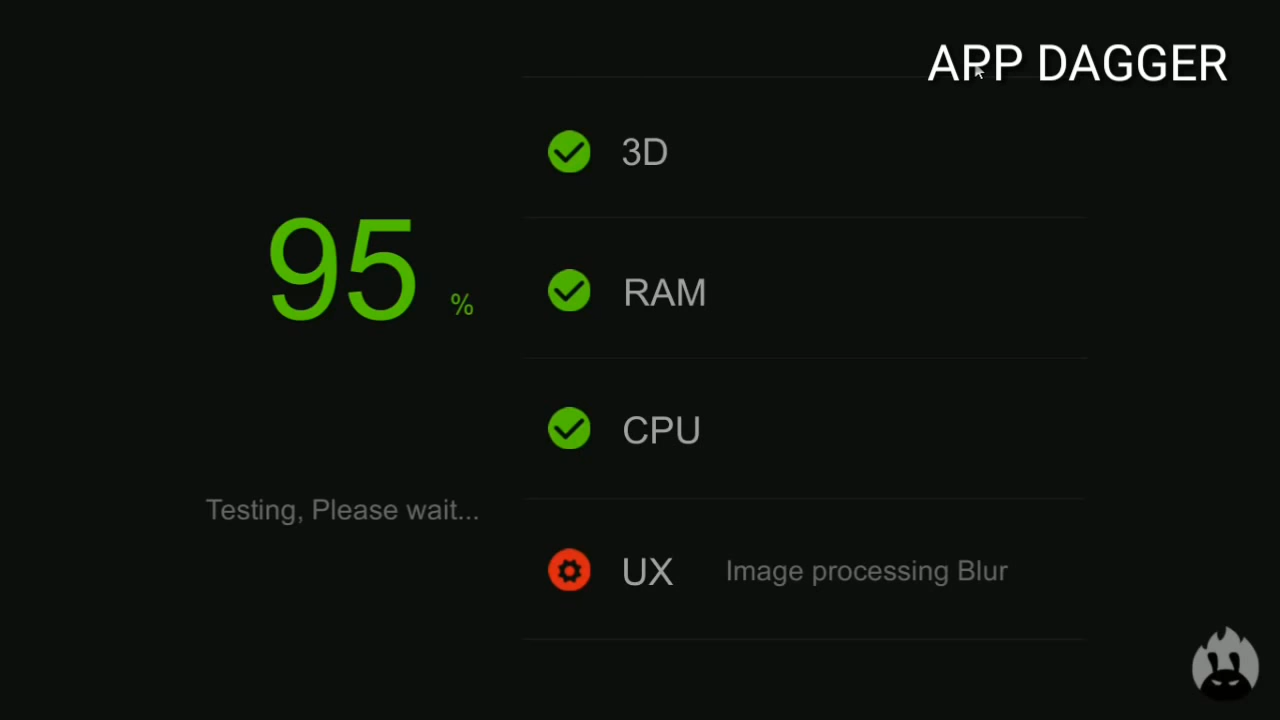 APP DAGGER
3D
95 %
RAM
CPU
Testing, Please wait...
UX Image processing Blur